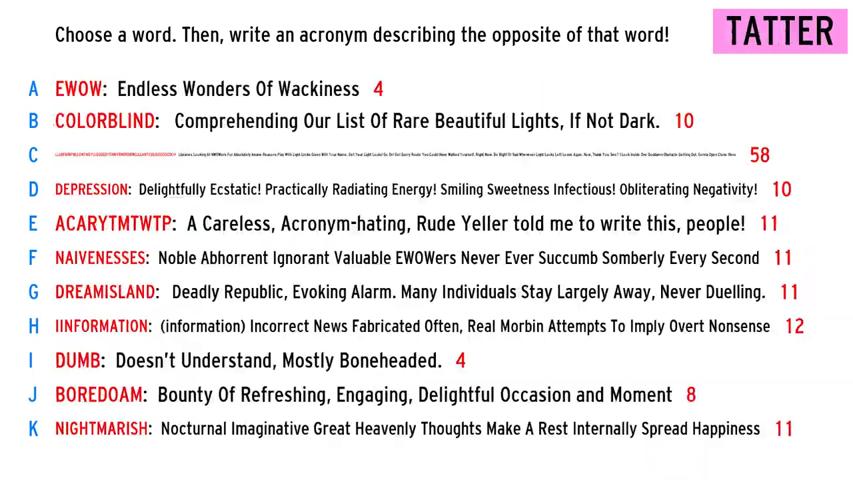 Choose a word. Then, write an acronym describing the opposite of that word!
TATTER
A EWOW: Endless Wonders Of Wackiness 4
B COLORBLIND: Comprehending Our List Of Rare Beautiful Lights, If Not Dark. 10
C 58
D DEPRESSION: Delightfully Ecstatic! Practically Radiating Energy! Smiling Sweetness Infectious! Obliterating Negativity! 10
E ACARYTMTWTP: A Careless, Acronym-hating, Rude Yeller told me to write this, people! 11
F NAIVENESSES: Noble Abhorrent Ignorant Valuable EWOWers Never Ever Succumb Somberly Every Second 11
G DREAMISLAND: Deadly Republic, Evoking Alarm. Many Individuals Stay Largely Away, Never Duelling. 11
H IINFORMATION: (information) Incorrect News Fabricated Often, Real Morbin Attempts To Imply Overt Nonsense 12
I DUMB: Doesn't Understand, Mostly Boneheaded. 4
J BOREDOAM: Bounty Of Refreshing, Engaging, Delightful Occasion and Moment 8
K NIGHTMARISH: Nocturnal Imaginative Great Heavenly Thoughts Make A Rest Internally Spread Happiness 11